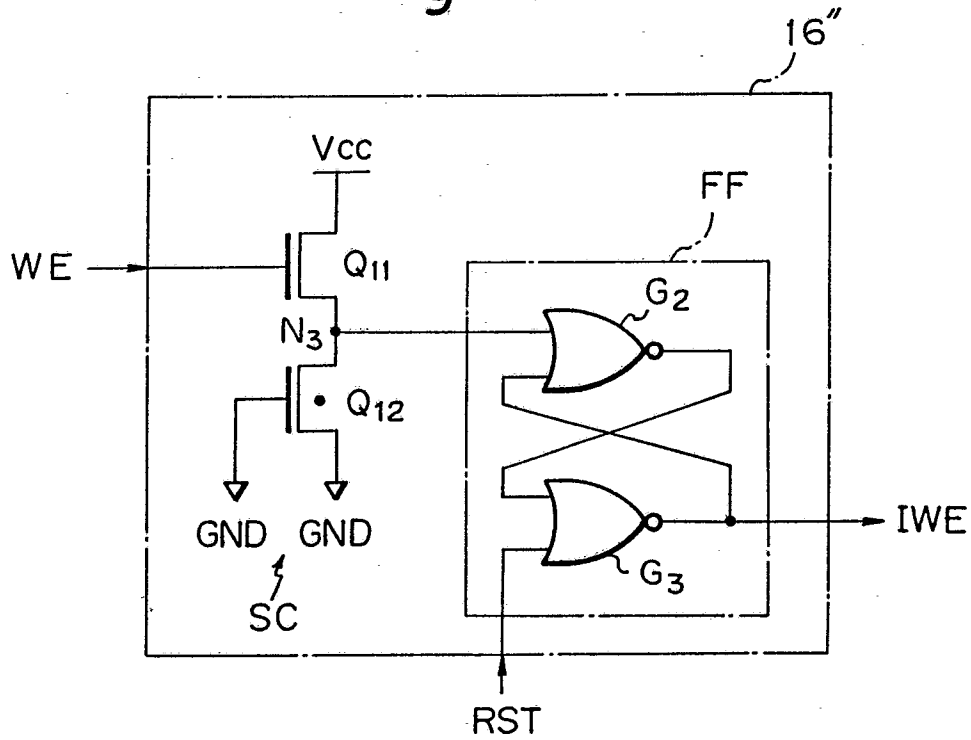 16″
Vcc
FF
WE
Q11
G2
N3
Q12
GND GND
IWE
G3
SC
RST